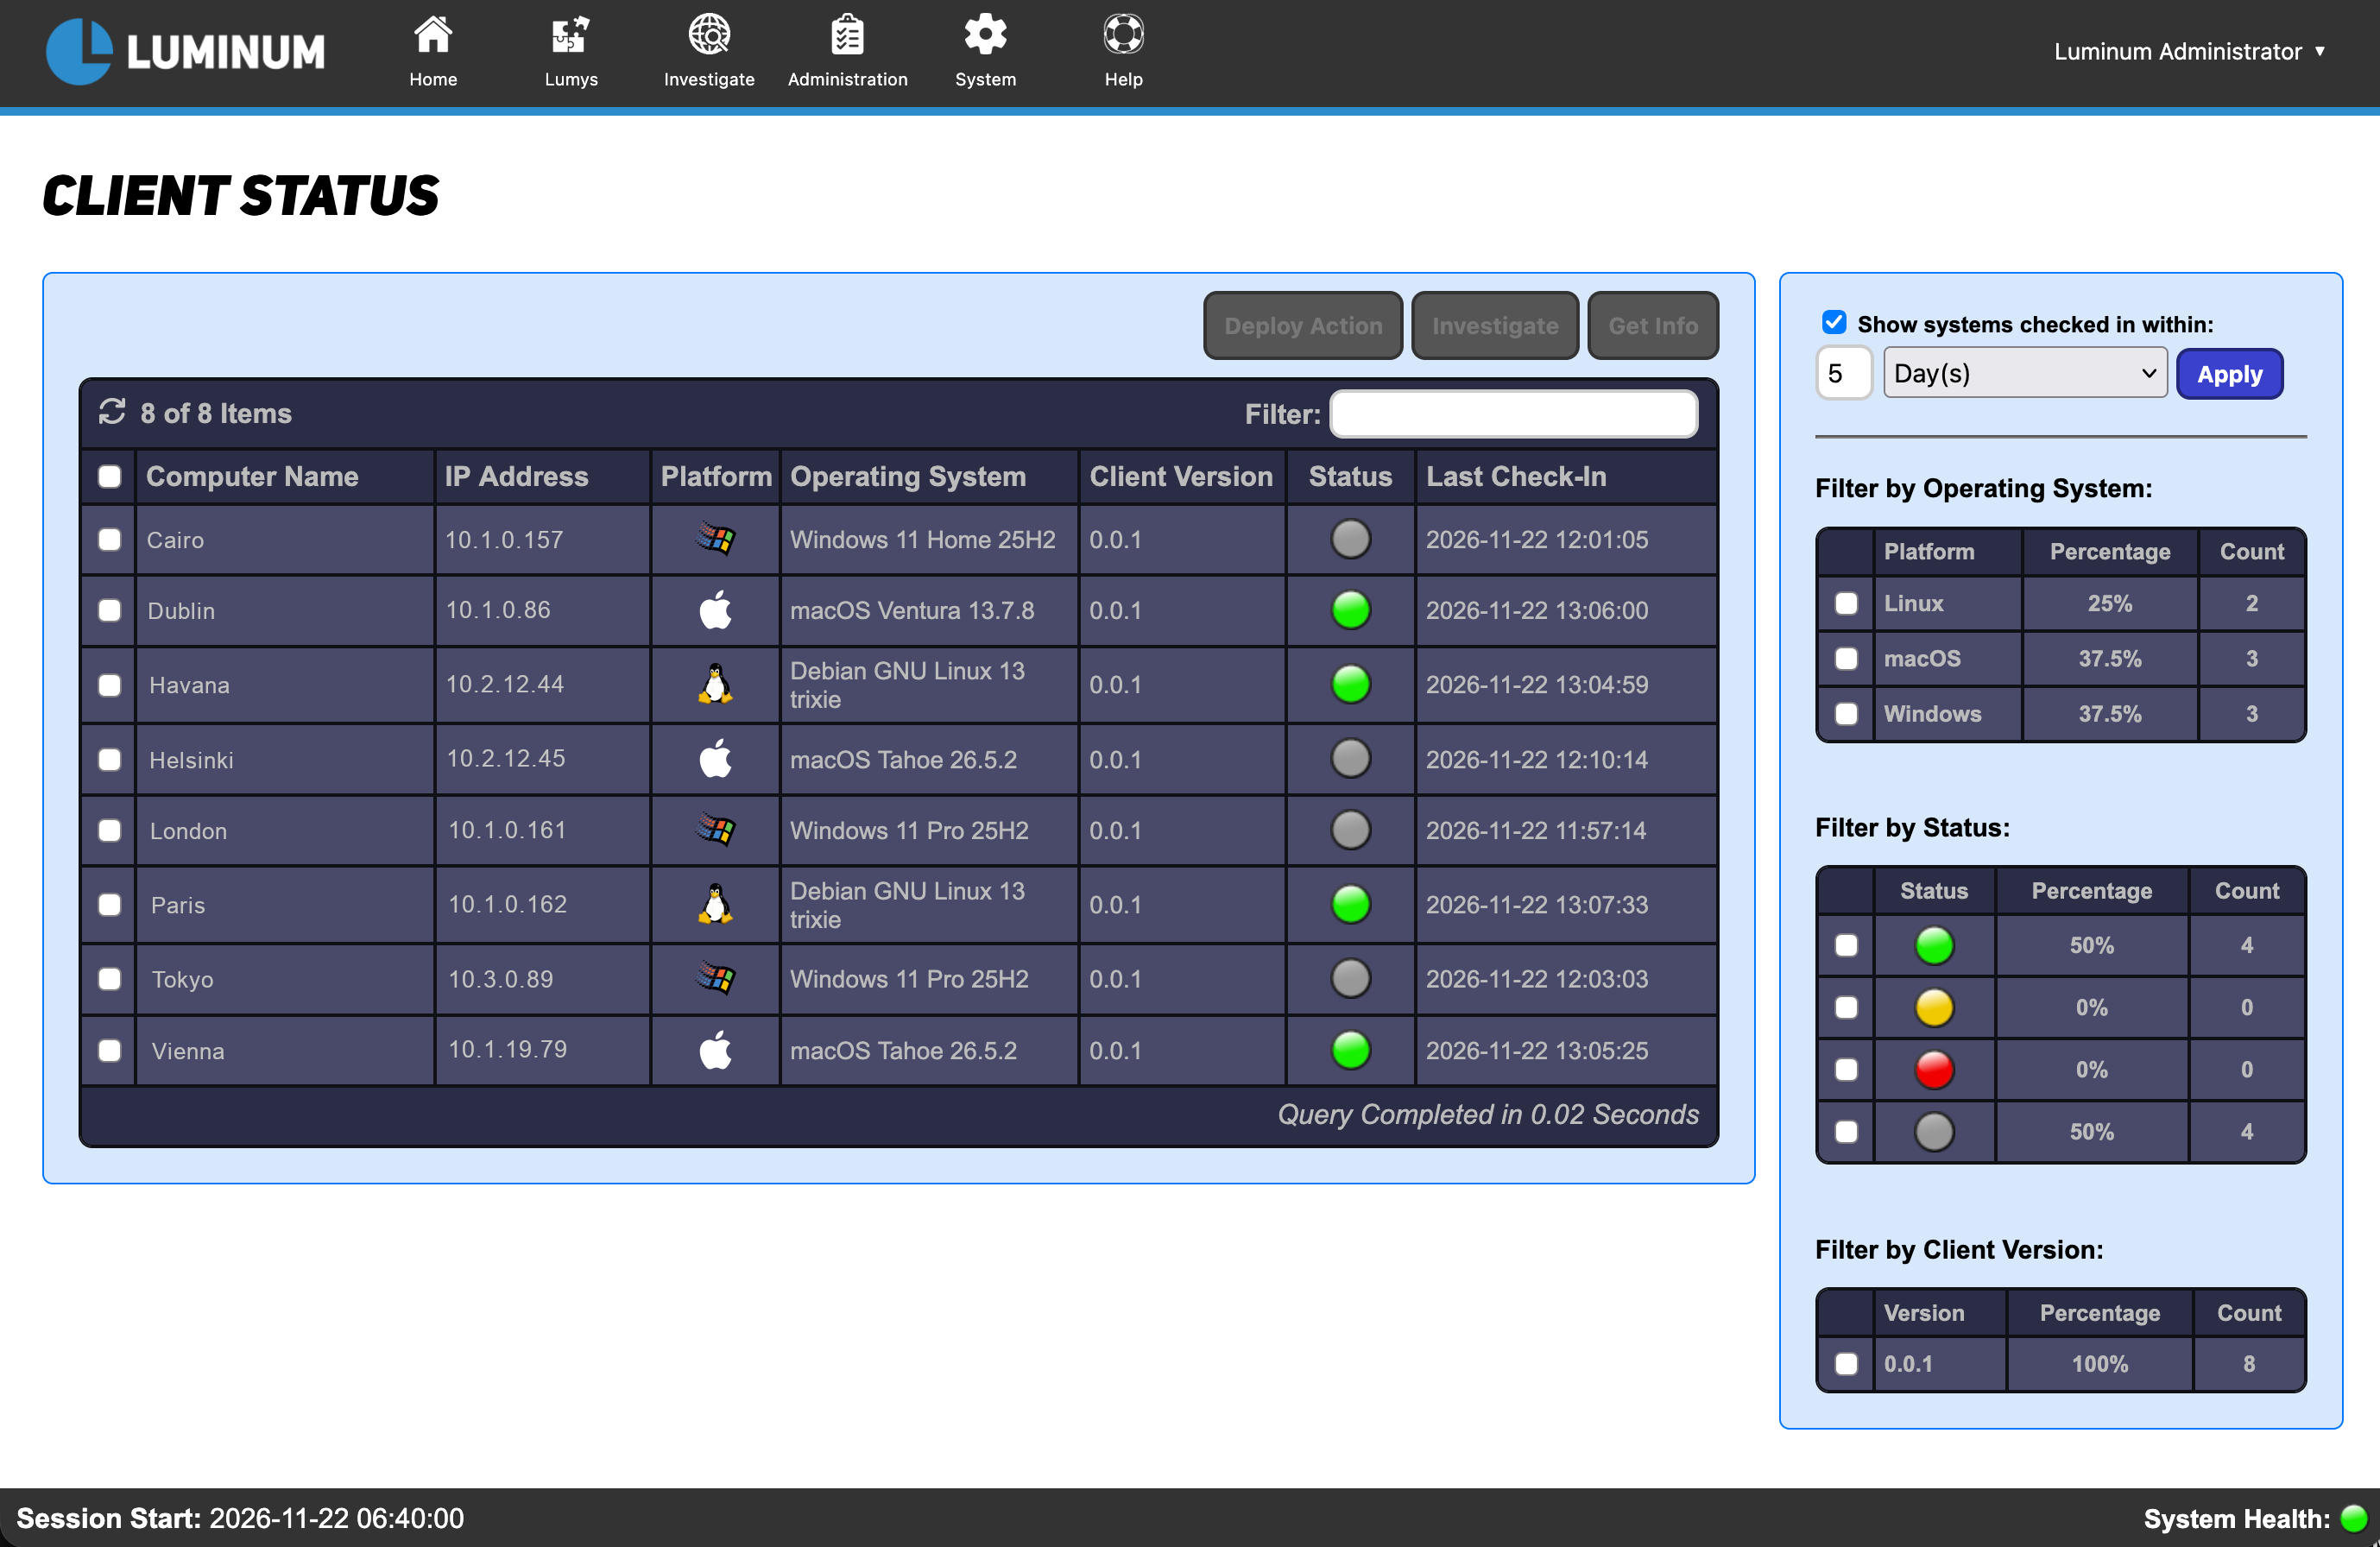 LUMINUM
Home
Lumys
Investigate
Administration
System
Help
Luminum Administrator ▼
CLIENT STATUS
Deploy Action
Investigate
Get Info
8 of 8 Items
Filter:
Computer Name IP Address Platform Operating System Client Version Status Last Check-In
Cairo 10.1.0.157 Windows 11 Home 25H2 0.0.1 2026-11-22 12:01:05
Dublin 10.1.0.86 macOS Ventura 13.7.8 0.0.1 2026-11-22 13:06:00
Havana 10.2.12.44 Debian GNU Linux 13 trixie 0.0.1 2026-11-22 13:04:59
Helsinki 10.2.12.45 macOS Tahoe 26.5.2 0.0.1 2026-11-22 12:10:14
London 10.1.0.161 Windows 11 Pro 25H2 0.0.1 2026-11-22 11:57:14
Paris 10.1.0.162 Debian GNU Linux 13 trixie 0.0.1 2026-11-22 13:07:33
Tokyo 10.3.0.89 Windows 11 Pro 25H2 0.0.1 2026-11-22 12:03:03
Vienna 10.1.19.79 macOS Tahoe 26.5.2 0.0.1 2026-11-22 13:05:25
Query Completed in 0.02 Seconds
Show systems checked in within:
5 Day(s) Apply
Filter by Operating System:
Platform Percentage Count
Linux 25% 2
macOS 37.5% 3
Windows 37.5% 3
Filter by Status:
Status Percentage Count
50% 4
0% 0
0% 0
50% 4
Filter by Client Version:
Version Percentage Count
0.0.1 100% 8
Session Start: 2026-11-22 06:40:00
System Health: